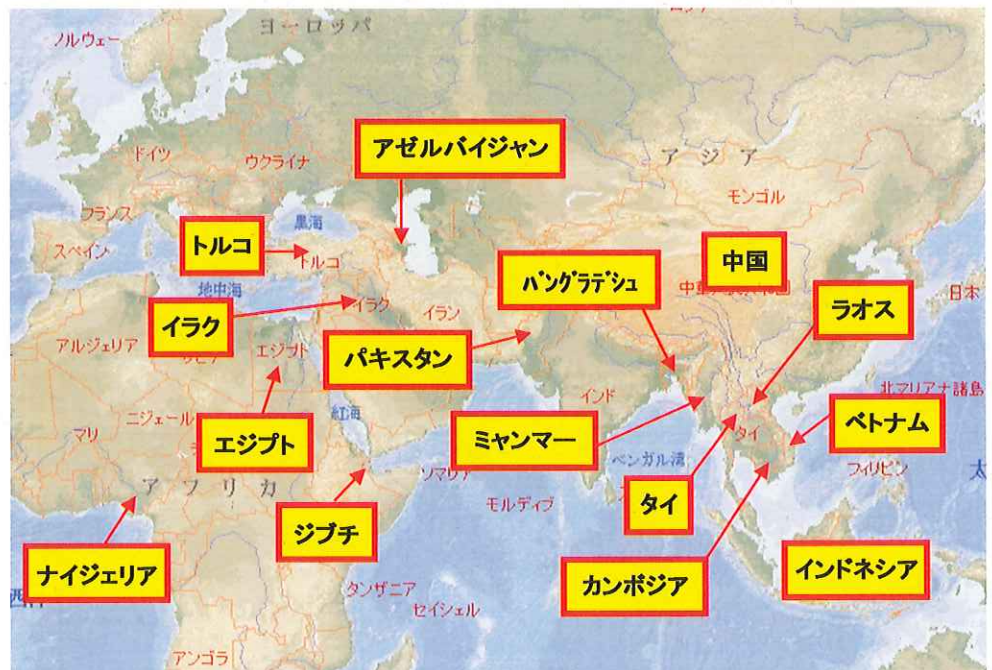 ヨーロッパ
ノルウェー
アゼルバイジャン
ドイツ
ウクライナ
アジア
モンゴル
フランス
黒海
スペイン
トルコ
トルコ
中国
バングラデシュ
地中海
日本
イラク
イラク
イラン
ラオス
アルジェリア
エジプト
パキスタン
インド
北マリアナ諸島
ニジェール
紅海
マリ
エジプト
ミャンマー
タイ
ベトナム
ベンガル湾
フィリピン
太
ソマリア
アフリカ
モルディブ
タイ
ジブチ
ナイジェリア
カンボジア
インドネシア
タンザニア
セイシェル
アンゴラ